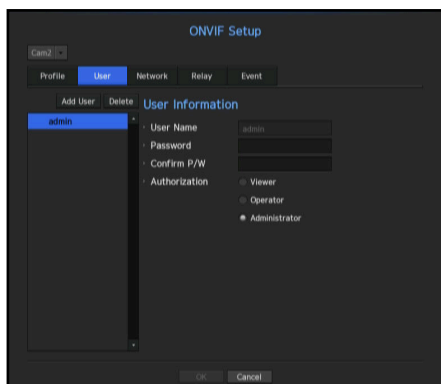 ONVIF Setup
Cam2
Profile User Network Relay Event
Add User Delete User Information
admin
User Name admin
Password
Confirm P/W
Authorization Viewer
Operator
Administrator
OK Cancel